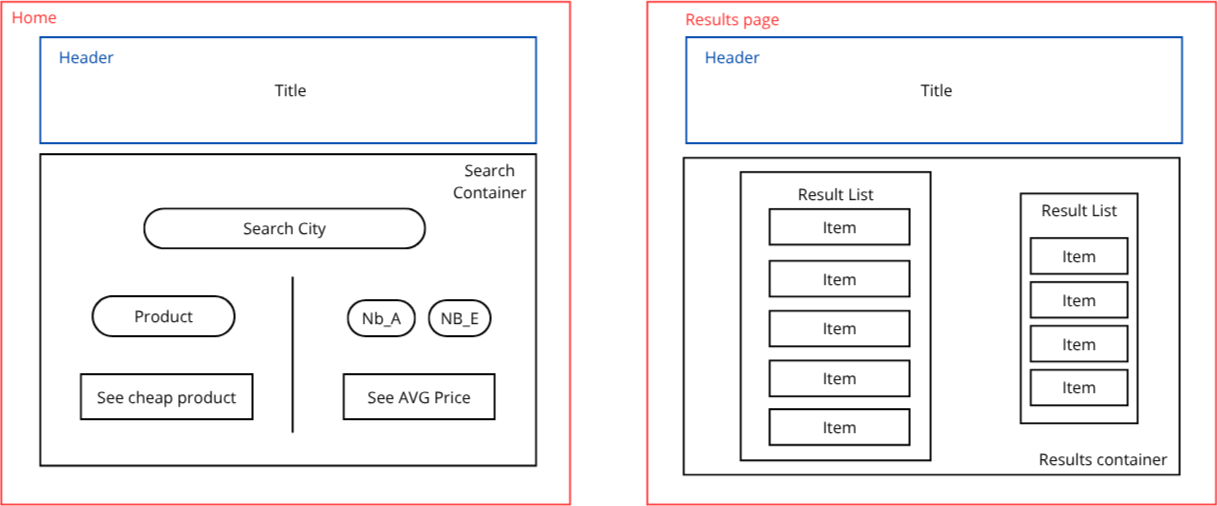 Home
Header
Title
Search
Container
Search City
Product
Nb_A
NB_E
See cheap product
See AVG Price
Results page
Header
Title
Result List
Item
Item
Item
Item
Item
Result List
Item
Item
Item
Item
Results container